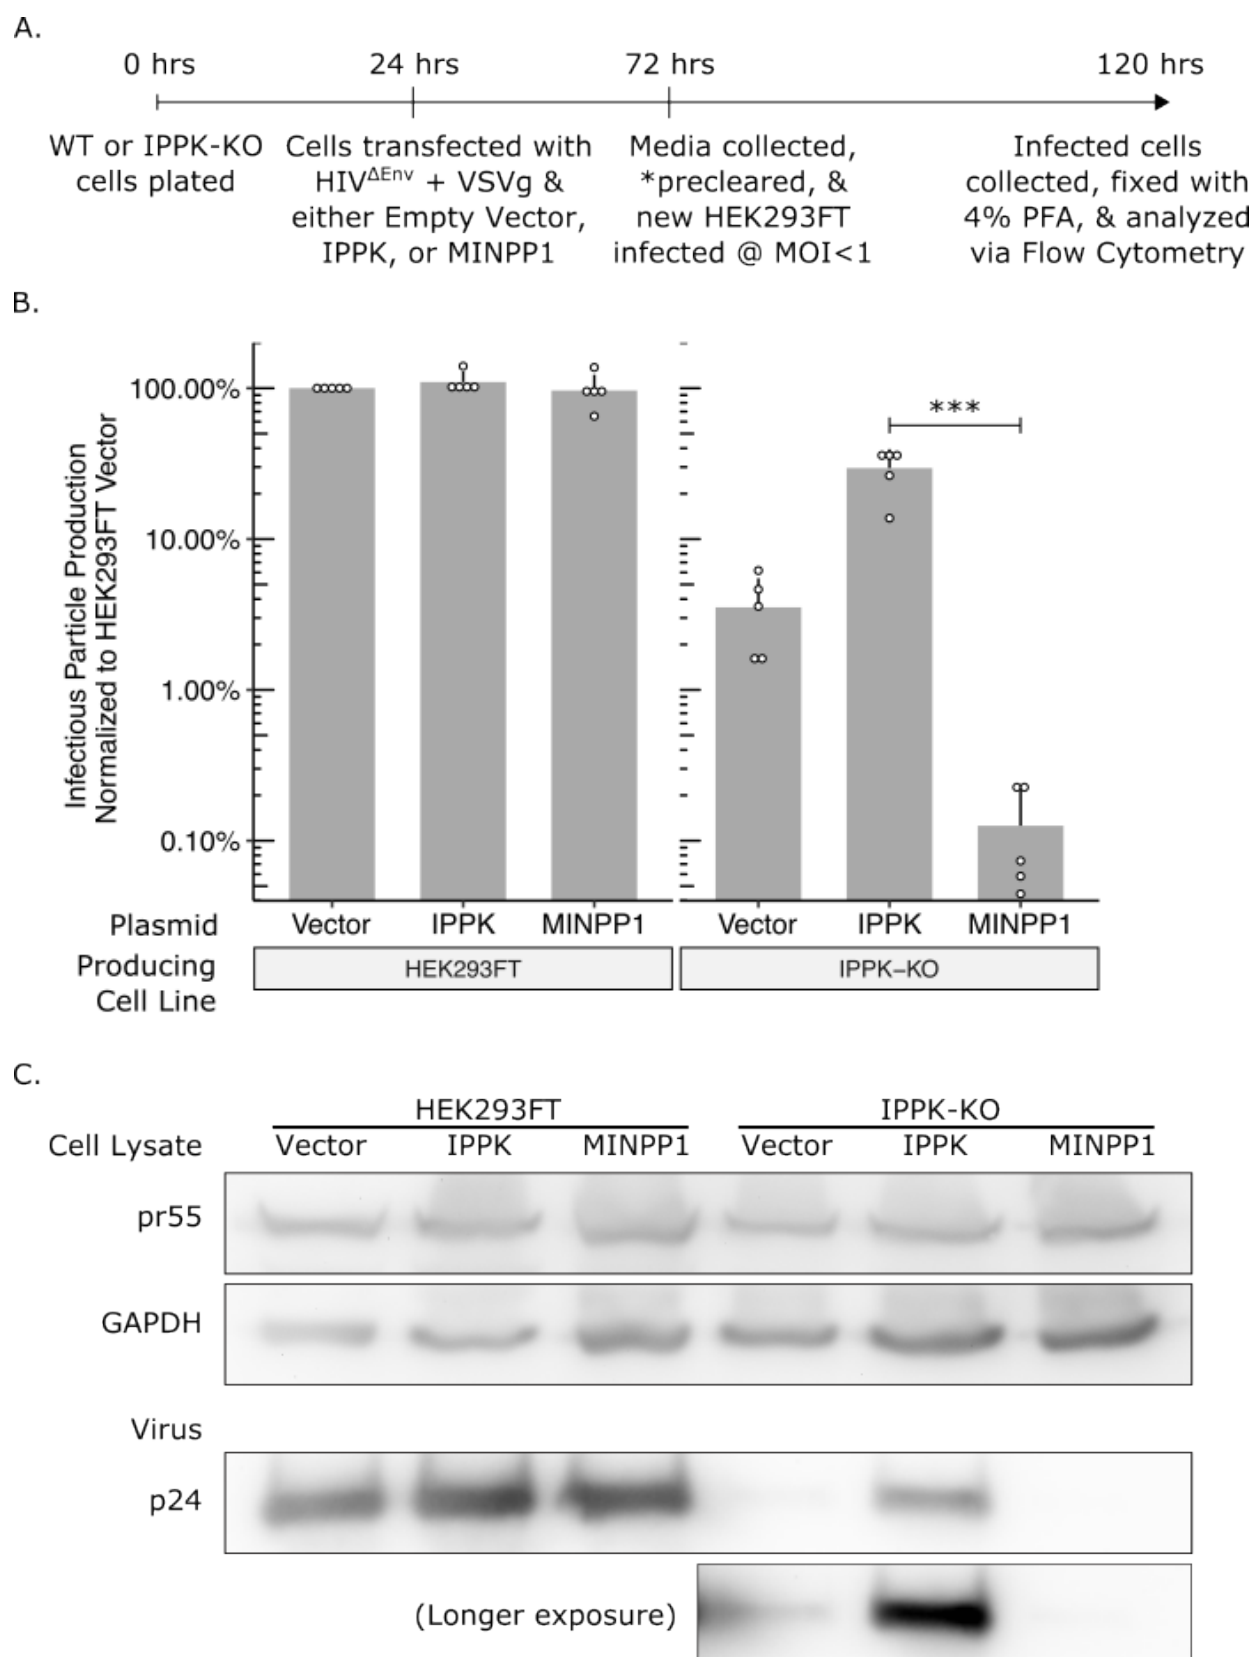 A.
0 hrs 24 hrs 72 hrs 120 hrs
WT or IPPK-KO Cells transfected with Media collected, Infected cells
cells plated HIVΔEnv + VSVg & *precleared, & collected, fixed with
either Empty Vector, new HEK293FT 4% PFA, & analyzed
IPPK, or MINPP1 infected @ MOI<1 via Flow Cytometry
B.
Infectious Particle Production
Normalized to HEK293FT Vector
100.00%
10.00%
1.00%
0.10%
***
Plasmid Vector IPPK MINPP1 Vector IPPK MINPP1
Producing
Cell Line
HEK293FT IPPK–KO
C.
HEK293FT IPPK-KO
Cell Lysate Vector IPPK MINPP1 Vector IPPK MINPP1
pr55
GAPDH
Virus
p24
(Longer exposure)